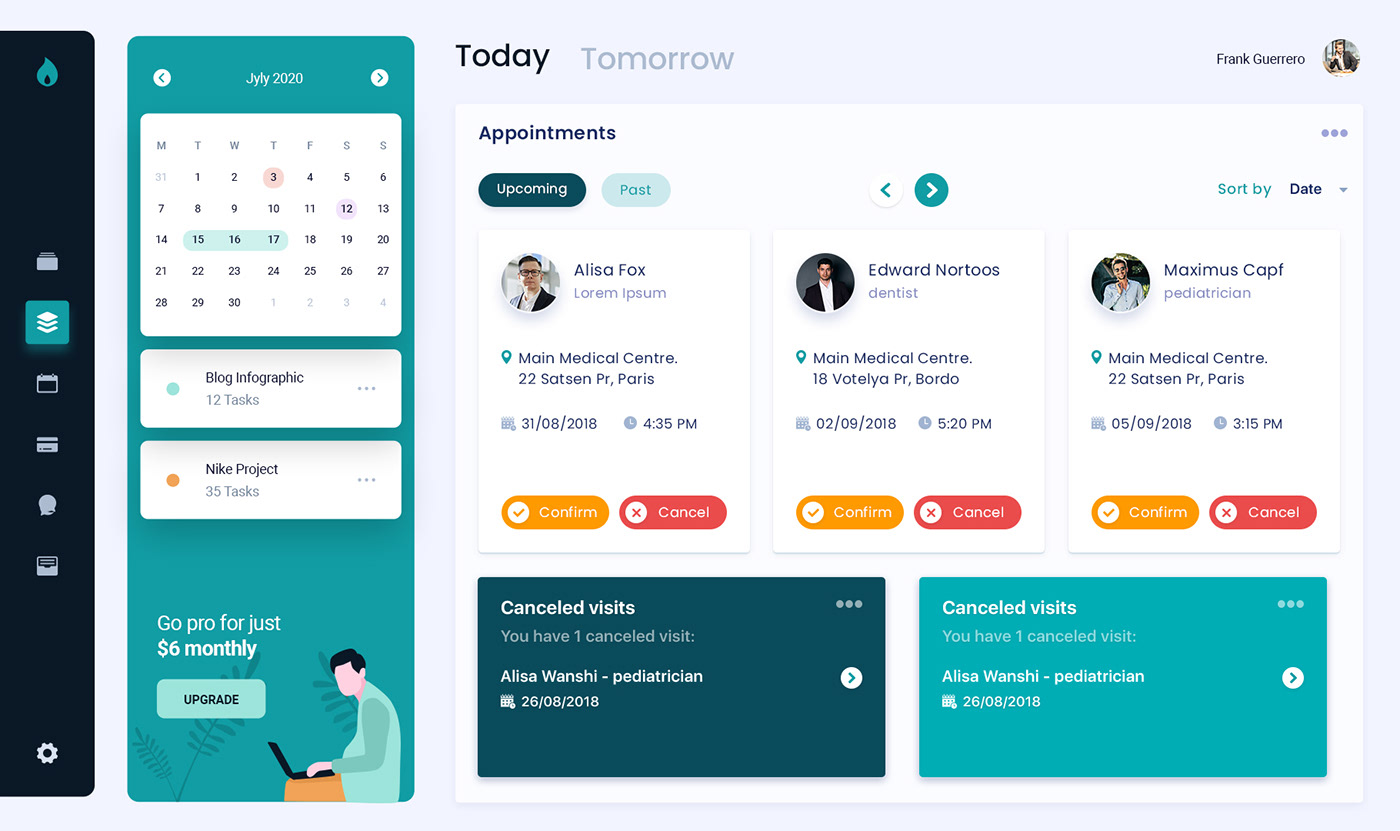 Jyly 2020
M T W T F S S
31 1 2 3 4 5 6
7 8 9 10 11 12 13
14 15 16 17 18 19 20
21 22 23 24 25 26 27
28 29 30 1 2 3 4
Blog Infographic
12 Tasks
Nike Project
35 Tasks
Go pro for just
$6 monthly
UPGRADE
Today Tomorrow
Frank Guerrero
Appointments
Upcoming Past
Sort by Date
Alisa Fox
Lorem Ipsum
Main Medical Centre.
22 Satsen Pr, Paris
31/08/2018 4:35 PM
Confirm Cancel
Edward Nortoos
dentist
Main Medical Centre.
18 Votelya Pr, Bordo
02/09/2018 5:20 PM
Confirm Cancel
Maximus Capf
pediatrician
Main Medical Centre.
22 Satsen Pr, Paris
05/09/2018 3:15 PM
Confirm Cancel
Canceled visits
You have 1 canceled visit:
Alisa Wanshi - pediatrician
26/08/2018
Canceled visits
You have 1 canceled visit:
Alisa Wanshi - pediatrician
26/08/2018